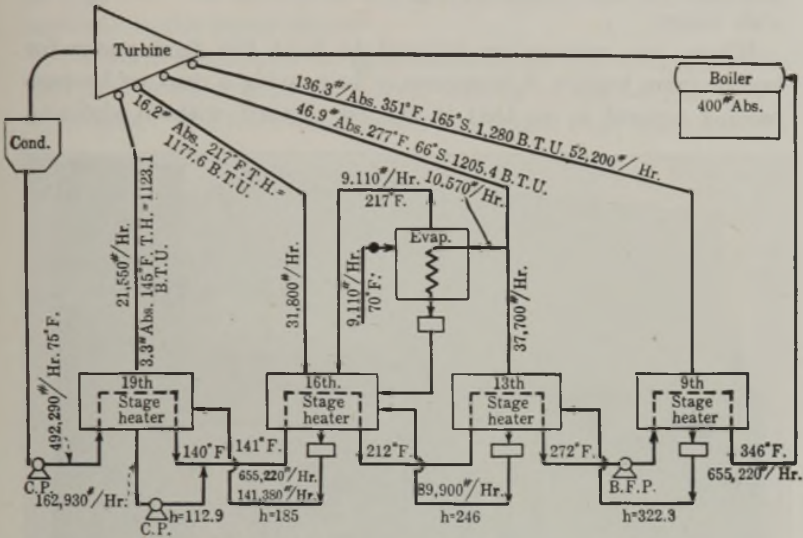 Turbine
Boiler
400# Abs.
Cond.
136.3#/Abs. 351°F. 165°S. 1,280 B.T.U. 52,200#/Hr.
46.9# Abs. 277°F. 66°S. 1205.4 B.T.U.
10,570#/Hr.
16.2# Abs. 217°F. T.H.=
1177.6 B.T.U.
9,110#/Hr.
217°F.
Evap.
9,110#/Hr.
70°F.
21,550#/Hr.
3.3# Abs. 145°F. T.H.=1123.1
B.T.U.
31,800#/Hr.
37,700#/Hr.
492,290#/Hr. 75°F.
19th
Stage
heater
16th.
Stage
heater
13th
Stage
heater
9th
Stage
heater
140°F
141°F.
212°F.
272°F.
346°F.
C.P.
162,930#/Hr.
C.P.
h=112.9
655,220#/Hr.
141,380#/Hr.
h=185
89,900#/Hr.
h=246
B.F.P.
h=322.3
655,220#/Hr.